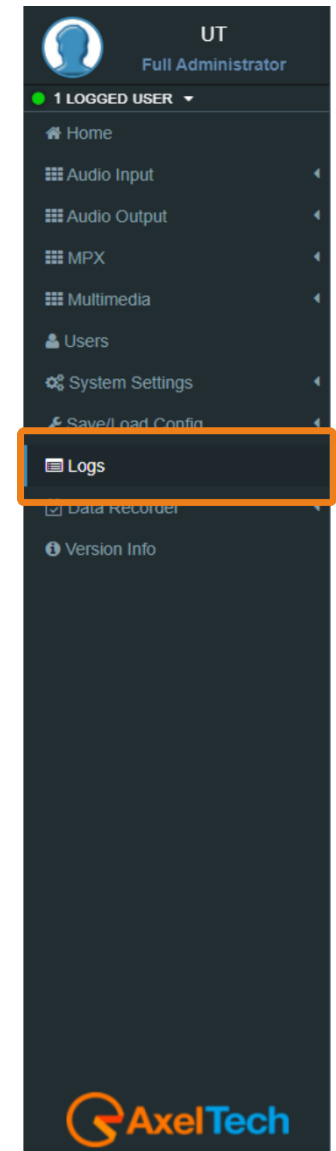 UT
Full Administrator
1 LOGGED USER
Home
Audio Input
Audio Output
MPX
Multimedia
Users
System Settings
Save/Load Config
Logs
Data Recorder
Version Info
AxelTech